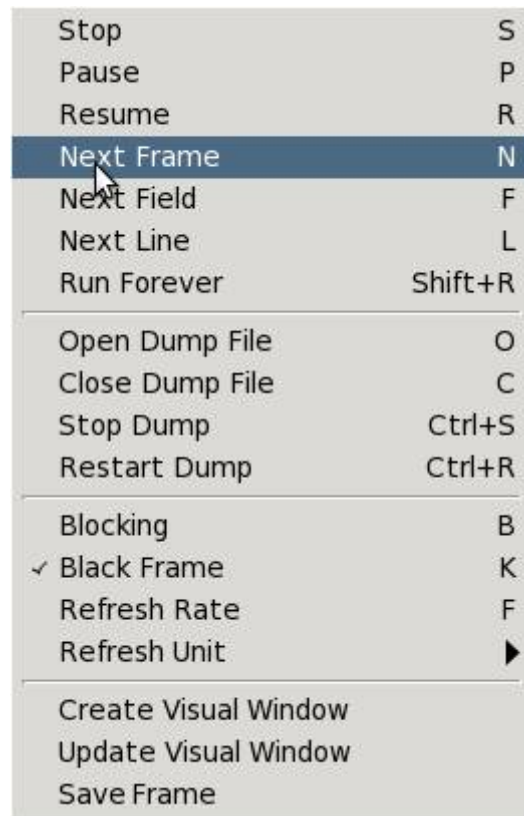 Stop S
Pause P
Resume R
Next Frame N
Next Field F
Next Line L
Run Forever Shift+R
Open Dump File O
Close Dump File C
Stop Dump Ctrl+S
Restart Dump Ctrl+R
Blocking B
✓ Black Frame K
Refresh Rate F
Refresh Unit ▶
Create Visual Window
Update Visual Window
Save Frame